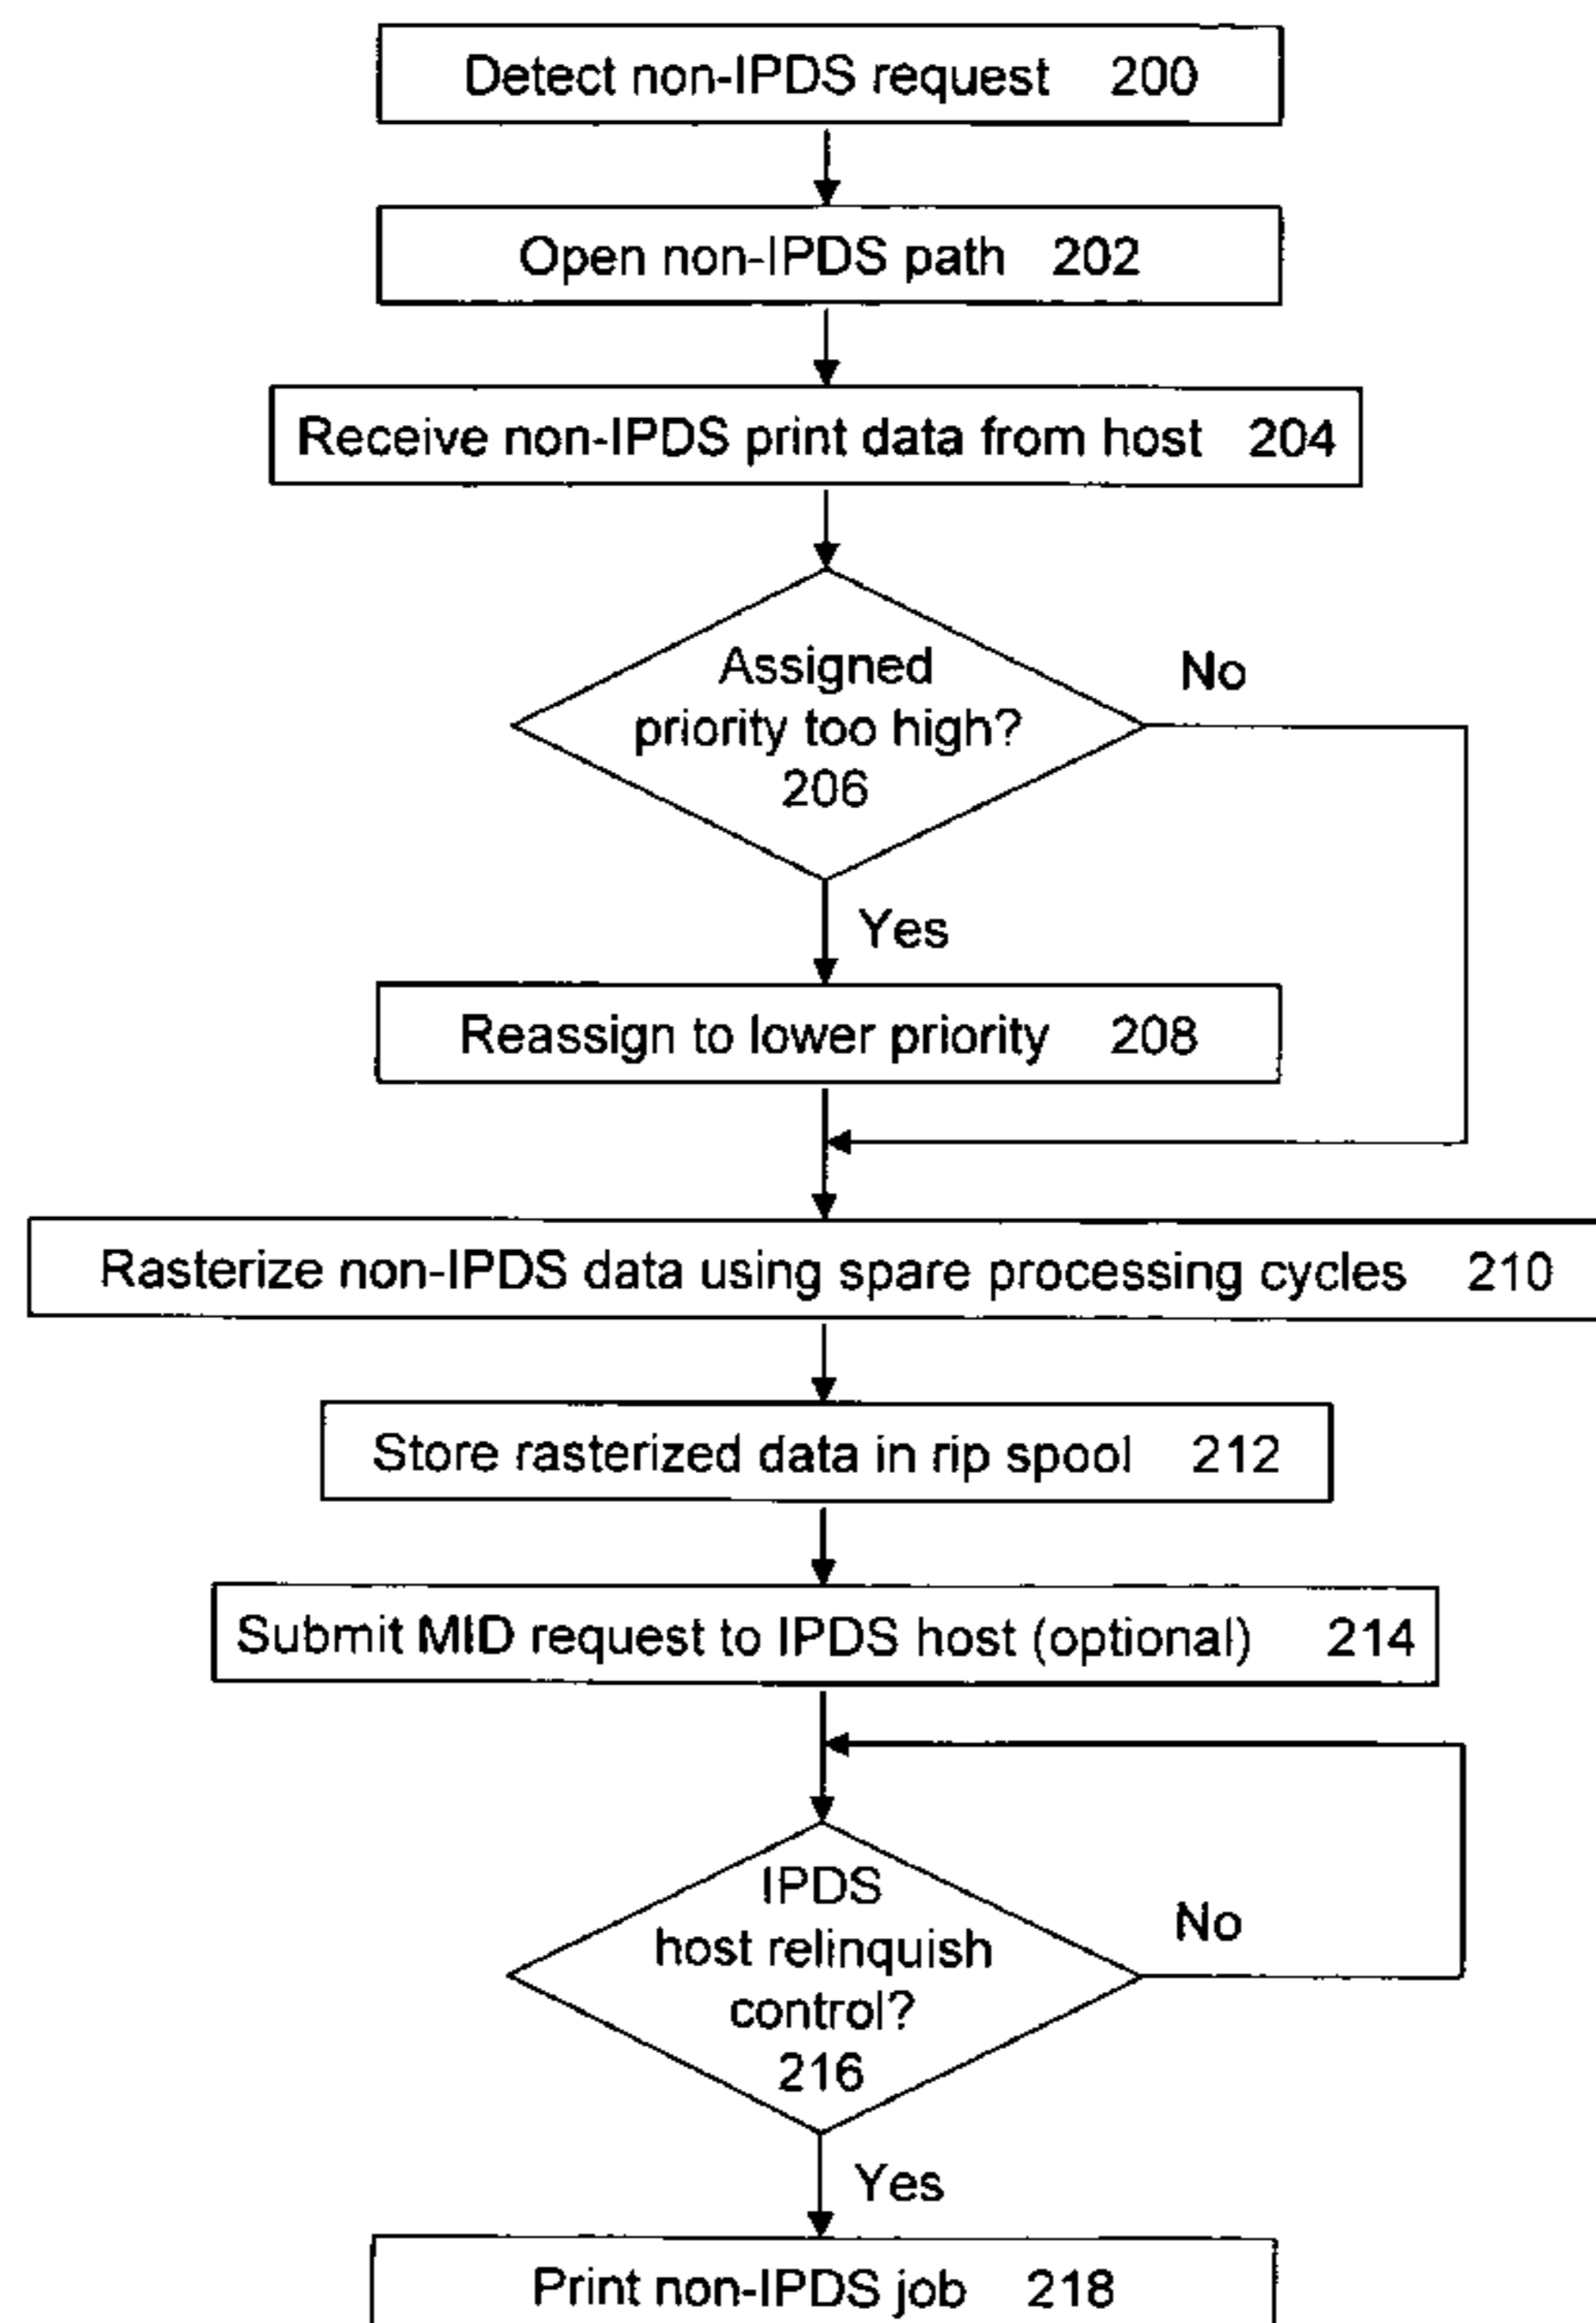 Detect non-IPDS request 200
Open non-IPDS path 202
Receive non-IPDS print data from host 204
Assigned
priority too high?
206
No
Yes
Reassign to lower priority 208
Rasterize non-IPDS data using spare processing cycles 210
Store rasterized data in rip spool 212
Submit MID request to IPDS host (optional) 214
IPDS
host relinquish
control?
216
No
Yes
Print non-IPDS job 218